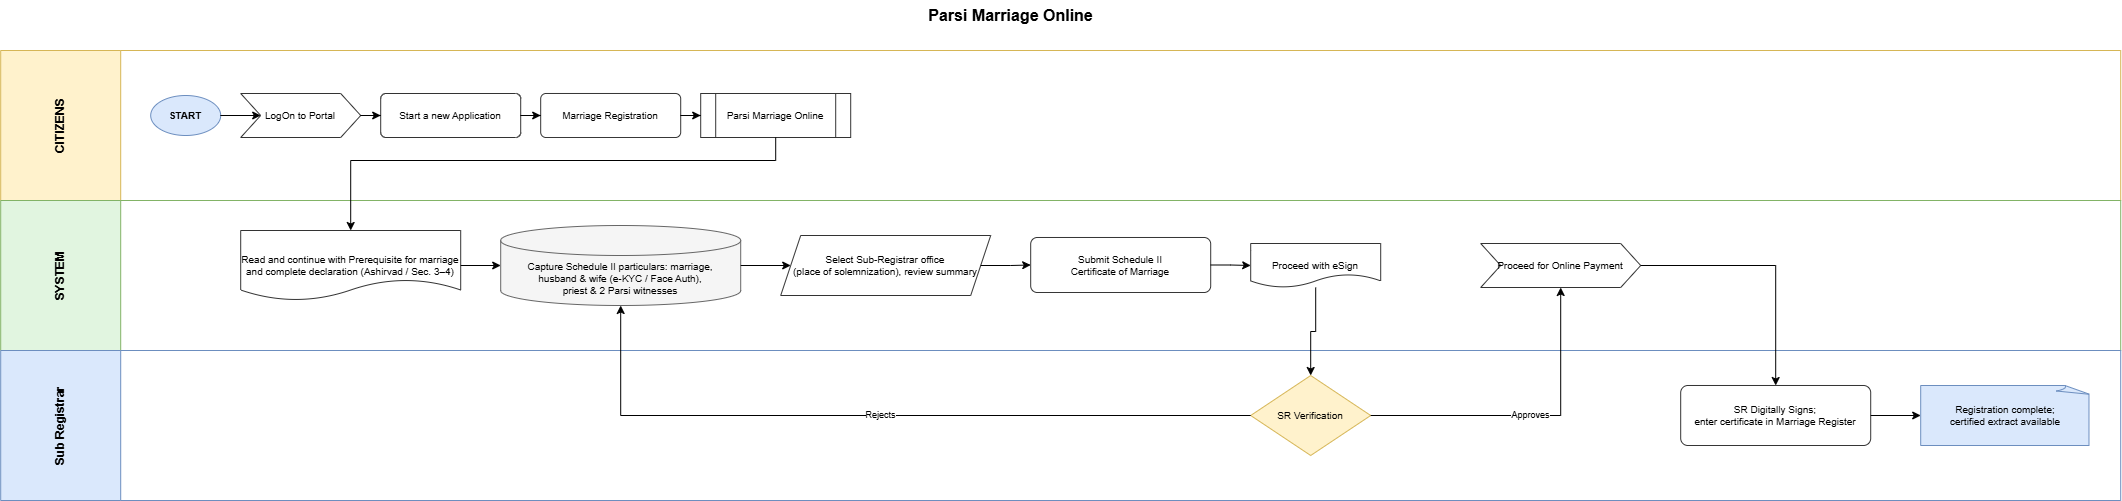 Parsi Marriage Online
CITIZENS
START
LogOn to Portal
Start a new Application
Marriage Registration
Parsi Marriage Online
SYSTEM
Read and continue with Prerequisite for marriage
and complete declaration (Ashirvad / Sec. 3–4)
Capture Schedule II particulars: marriage,
husband & wife (e-KYC / Face Auth),
priest & 2 Parsi witnesses
Select Sub-Registrar office
(place of solemnization), review summary
Submit Schedule II
Certificate of Marriage
Proceed with eSign
Proceed for Online Payment
Sub Registrar
Rejects
SR Verification
Approves
SR Digitally Signs;
enter certificate in Marriage Register
Registration complete;
certified extract available